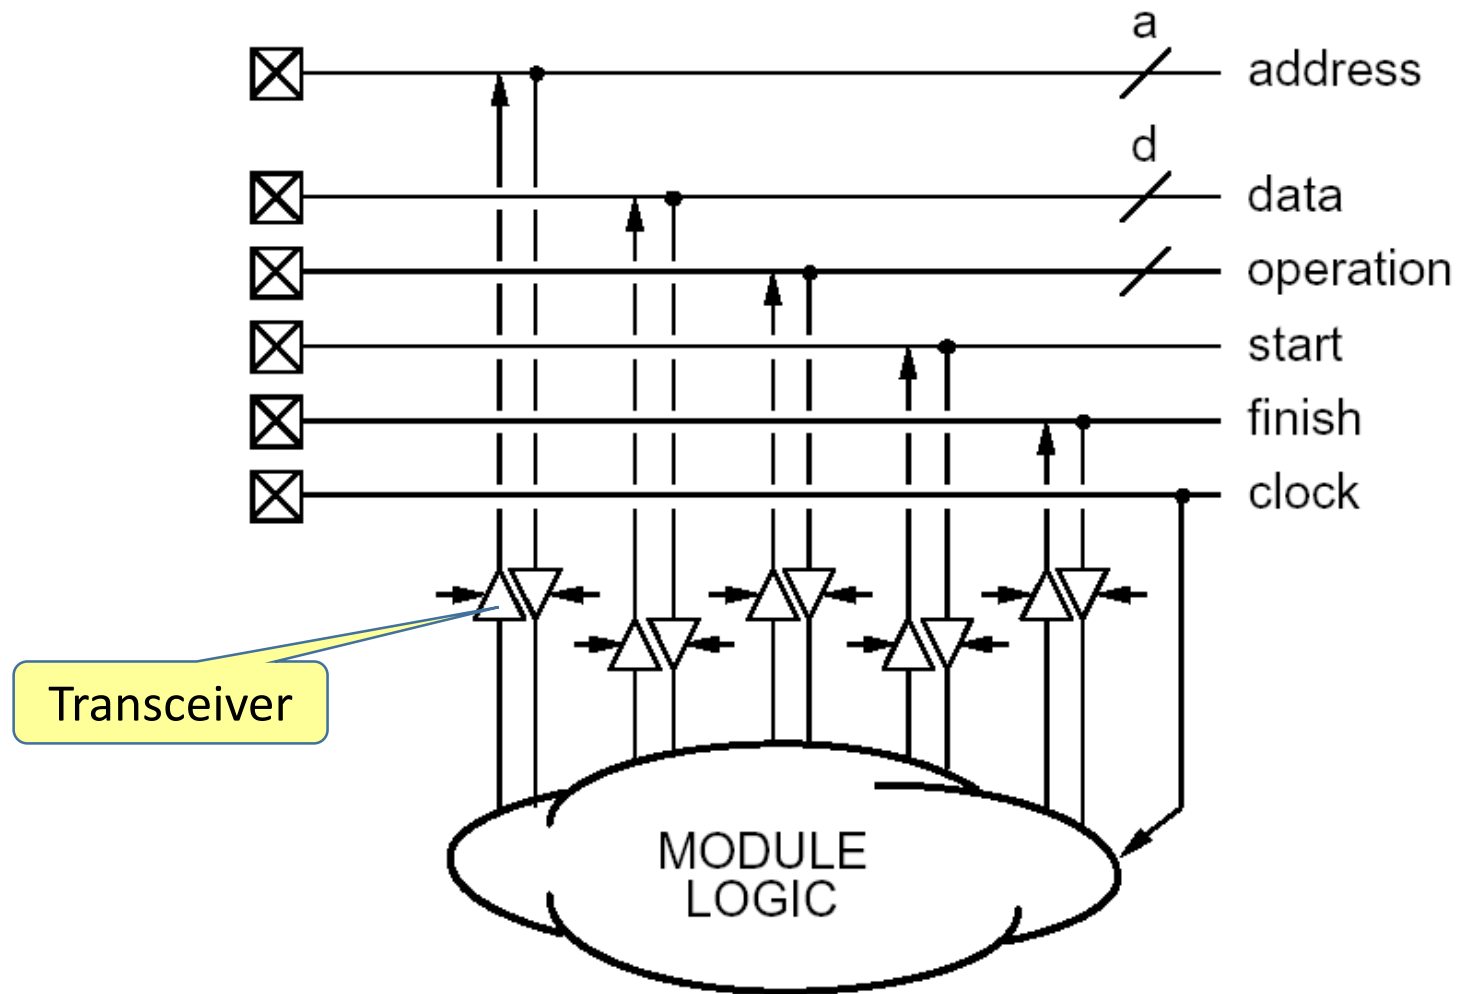 a
address
d
data
operation
start
finish
clock
Transceiver
MODULE
LOGIC